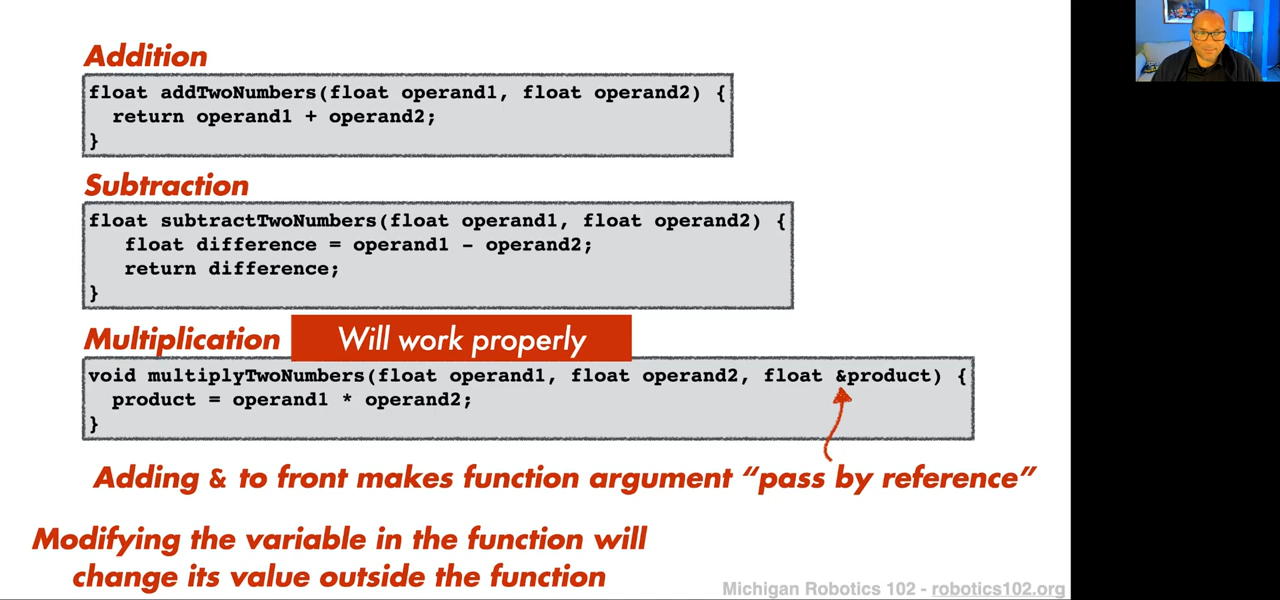 Addition
float addTwoNumbers(float operand1, float operand2) {
return operand1 + operand2;
}
Subtraction
float subtractTwoNumbers(float operand1, float operand2) {
float difference = operand1 - operand2;
return difference;
}
Multiplication
Will work properly
void multiplyTwoNumbers(float operand1, float operand2, float &product) {
product = operand1 * operand2;
}
Adding & to front makes function argument “pass by reference”
Modifying the variable in the function will
change its value outside the function
Michigan Robotics 102 - robotics102.org